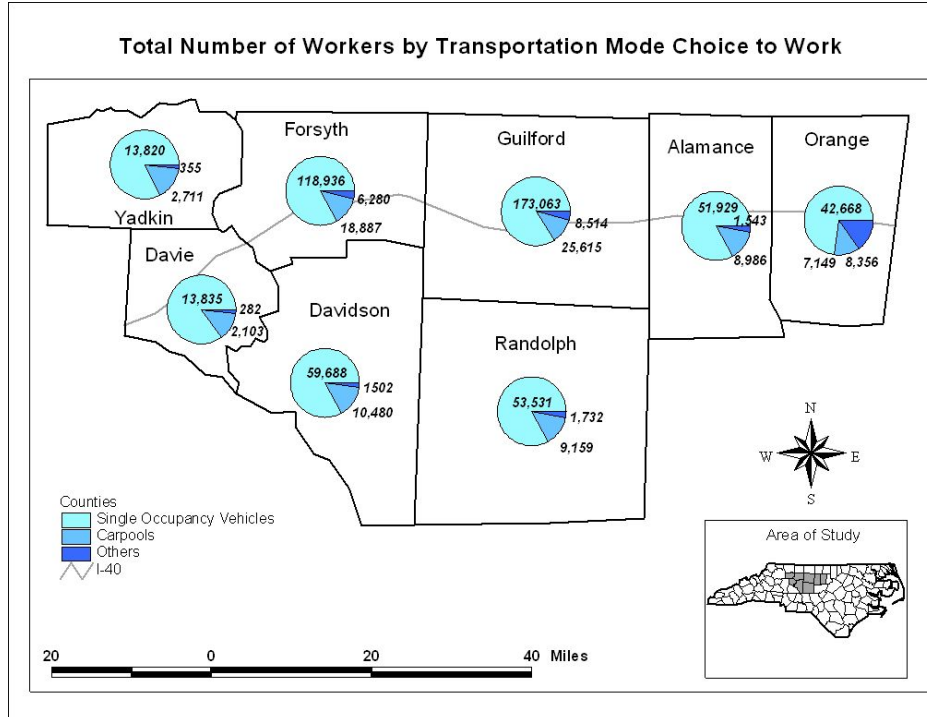 Total Number of Workers by Transportation Mode Choice to Work
Forsyth
Guilford
Alamance
Orange
13,820
355
2,711
Yadkin
118,936
6,280
18,887
173,063
8,514
25,615
51,929
1,543
8,986
42,668
7,149
8,356
Davie
13,835
282
2,103
Davidson
59,688
1502
10,480
Randolph
53,531
1,732
9,159
N
W
E
S
Counties
Single Occupancy Vehicles
Carpools
Others
I-40
Area of Study
20 0 20 40 Miles